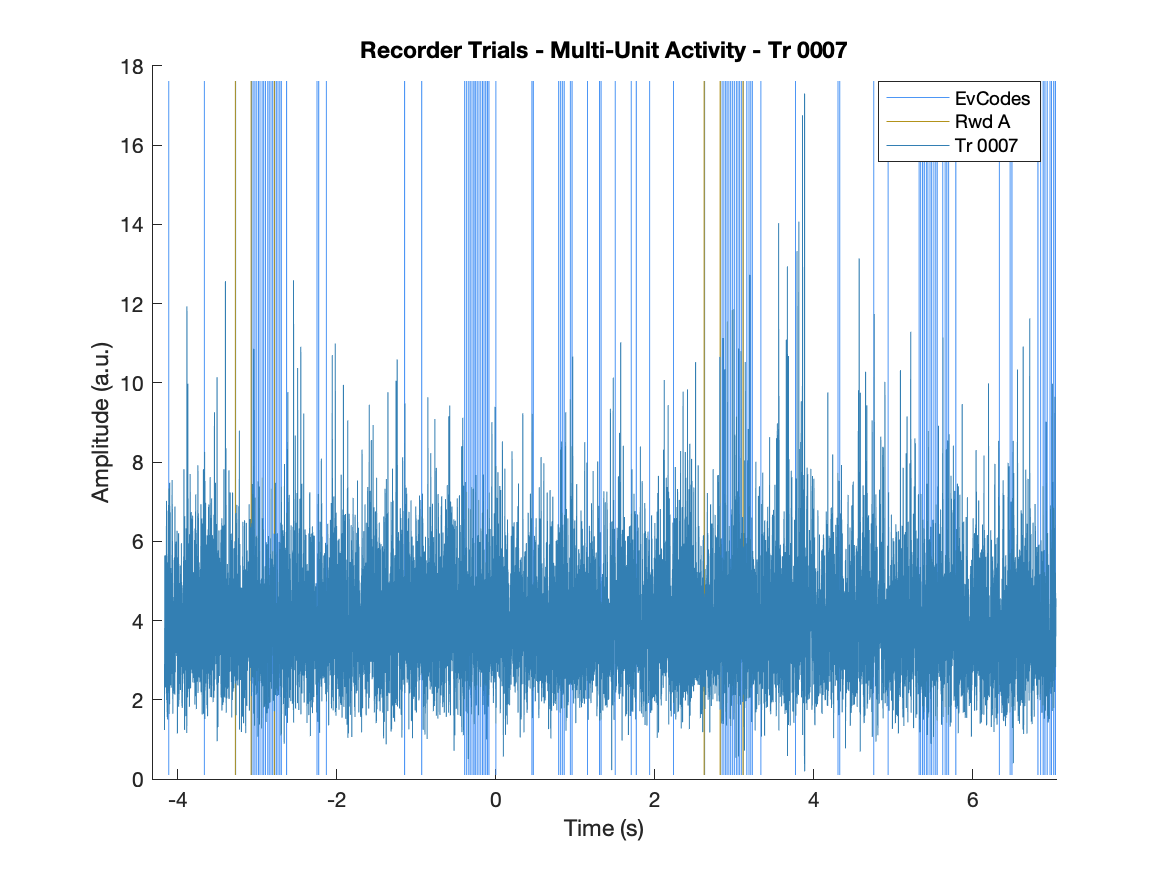 Recorder Trials - Multi-Unit Activity - Tr 0007
18
16
14
12
10
8
6
4
2
0
Amplitude (a.u.)
EvCodes
Rwd A
Tr 0007
-4
-2
0
2
4
6
Time (s)